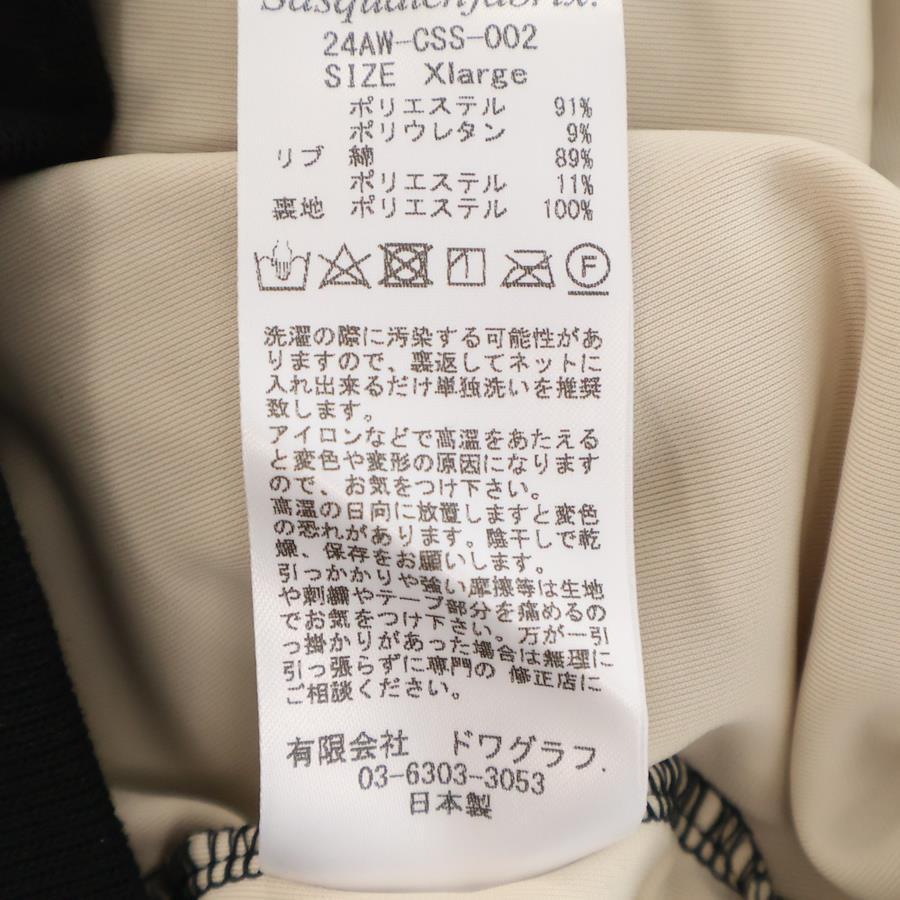 Sasquatchfabrix.
24AW-CSS-002
SIZE Xlarge
ポリエステル 91%
ポリウレタン 9%
リブ 綿 89%
ポリエステル 11%
裏地 ポリエステル 100%
F
洗濯の際に汚染する可能性があ
りますので、裏返してネットに
入れ出来るだけ単独洗いを推奨
致します。
アイロンなどで高温をあたえる
と変色や変形の原因になります
ので、お気をつけ下さい。
高温の日向に放置しますと変色
の恐れがあります。陰干しで乾
燥、保存をお願いします。
引っかかりや強い摩擦等は生地
や刺繍やテープ部分を痛めるの
でお気をつけ下さい。万が一引
っ掛かりがあった場合は無理に
引っ張らずに専門の 修正店に
ご相談ください。
有限会社 ドワグラフ.
03-6303-3053
日本製